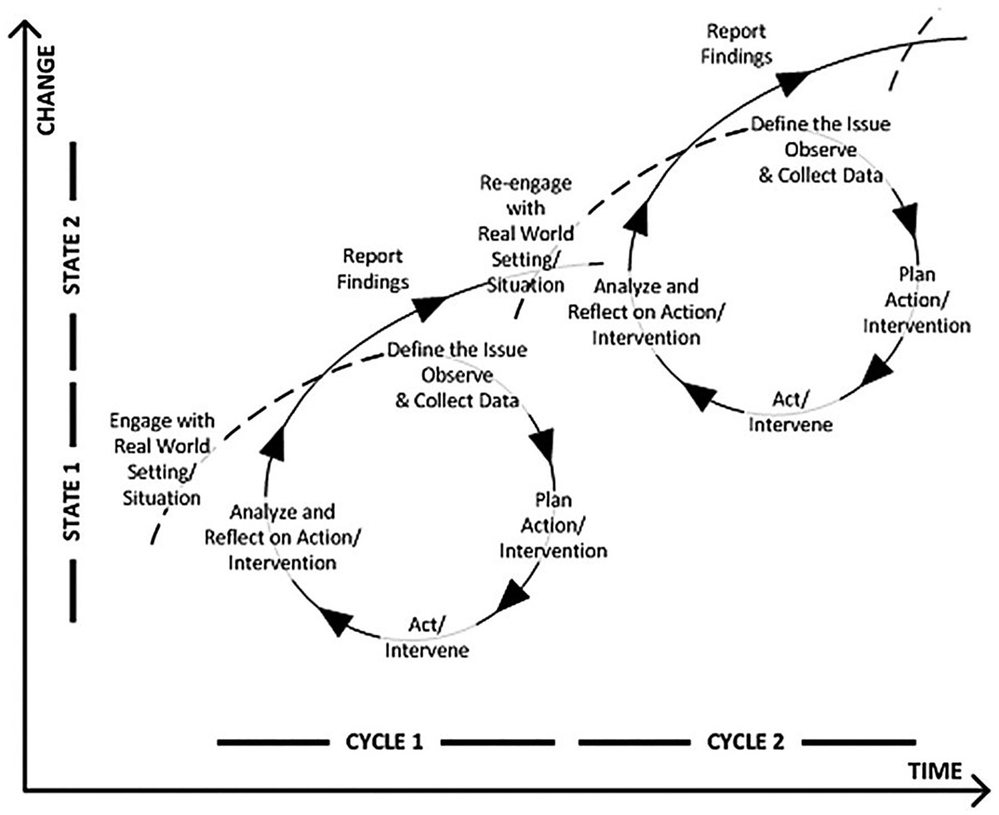 CHANGE
STATE 2
STATE 1
Report
Findings
Define the Issue
Observe
& Collect Data
Re-engage
with
Real World
Setting/
Situation
Plan
Action/
Intervention
Analyze and
Reflect on Action/
Intervention
Act/
Intervene
Report
Findings
Define the Issue
Observe
& Collect Data
Engage with
Real World
Setting/
Situation
Plan
Action/
Intervention
Analyze and
Reflect on Action/
Intervention
Act/
Intervene
CYCLE 1
CYCLE 2
TIME